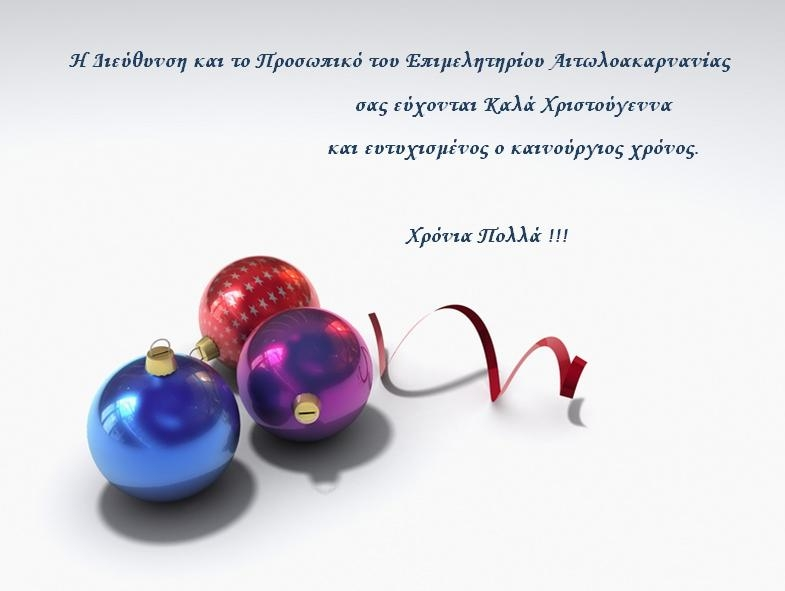 Η Διεύθυνση και το Προσωπικό του Επιμελητηρίου Αιτωλοακαρνανίας
σας εύχονται Καλά Χριστούγεννα
και ευτυχισμένος ο καινούργιος χρόνος.
Χρόνια Πολλά !!!